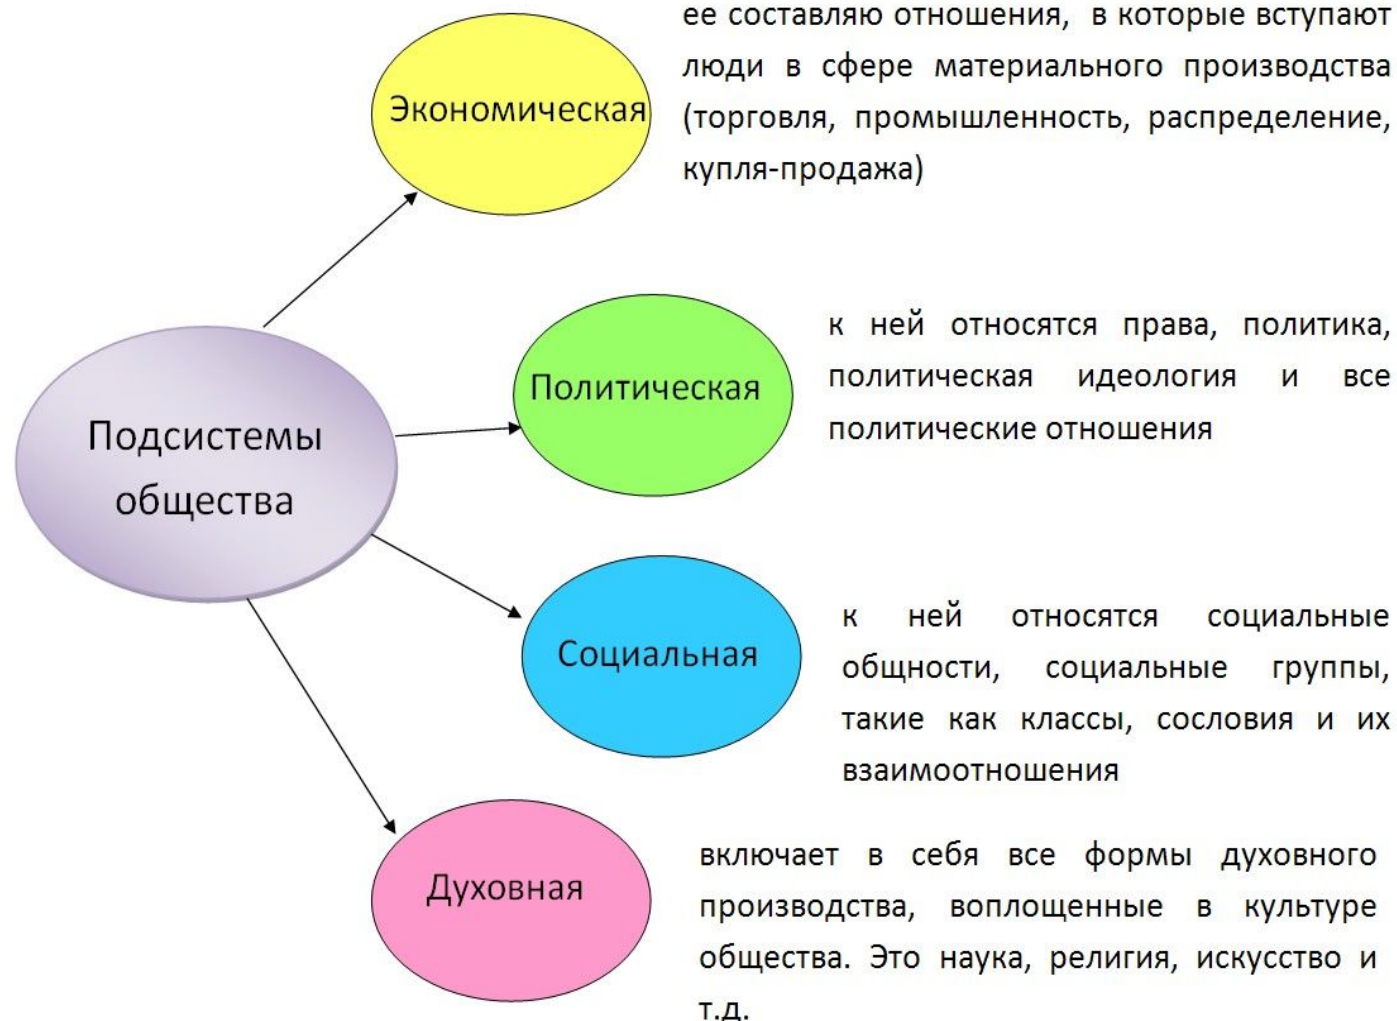 ее составляю отношения, в которые вступают
люди в сфере материального производства
(торговля, промышленность, распределение,
купля-продажа)
Экономическая
к ней относятся права, политика,
политическая идеология и все
политические отношения
Политическая
Подсистемы
общества
к ней относятся социальные
общности, социальные группы,
такие как классы, сословия и их
взаимоотношения
Социальная
включает в себя все формы духовного
производства, воплощенные в культуре
общества. Это наука, религия, искусство и
т.д.
Духовная